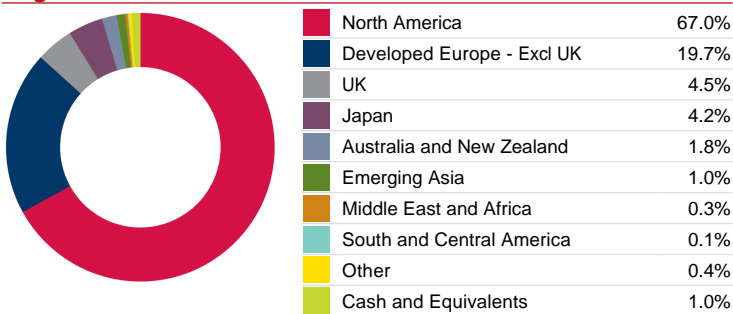 North America 67.0%
Developed Europe - Excl UK 19.7%
UK 4.5%
Japan 4.2%
Australia and New Zealand 1.8%
Emerging Asia 1.0%
Middle East and Africa 0.3%
South and Central America 0.1%
Other 0.4%
Cash and Equivalents 1.0%